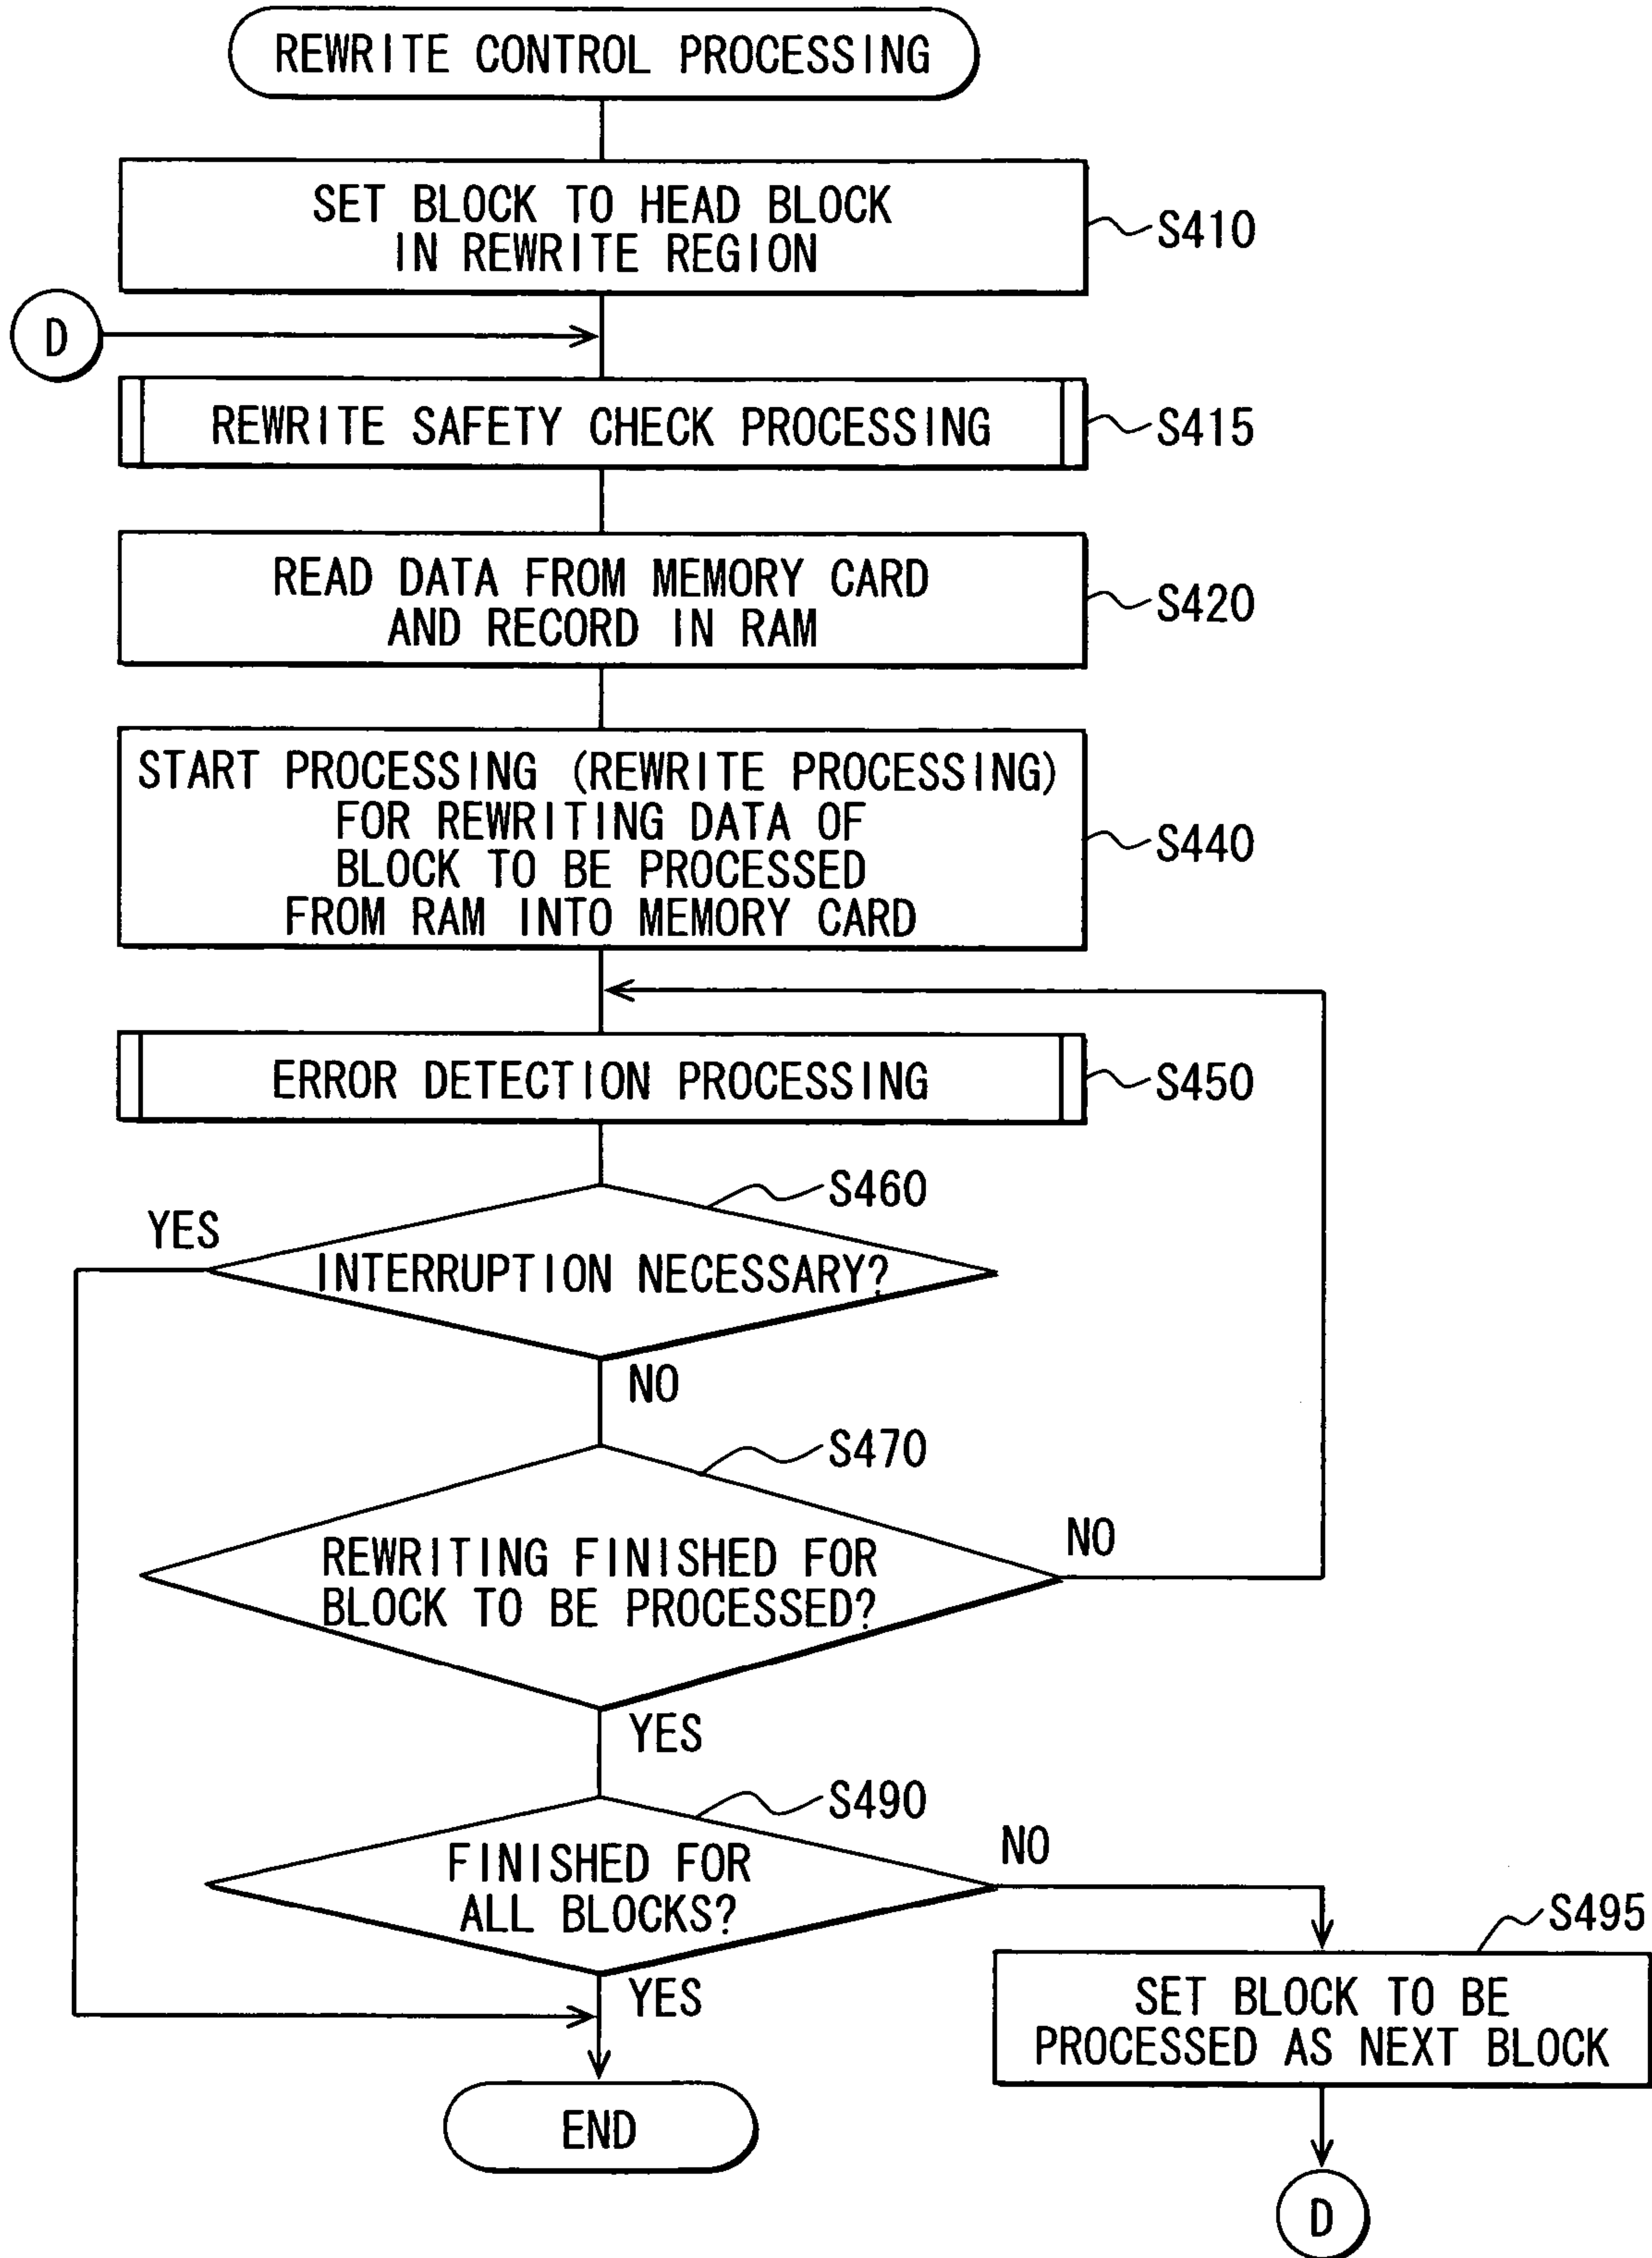 REWRITE CONTROL PROCESSING
SET BLOCK TO HEAD BLOCK
IN REWRITE REGION
S410
D
REWRITE SAFETY CHECK PROCESSING
S415
READ DATA FROM MEMORY CARD
AND RECORD IN RAM
S420
START PROCESSING (REWRITE PROCESSING)
FOR REWRITING DATA OF
BLOCK TO BE PROCESSED
FROM RAM INTO MEMORY CARD
S440
ERROR DETECTION PROCESSING
S450
S460
YES
INTERRUPTION NECESSARY?
NO
S470
REWRITING FINISHED FOR
BLOCK TO BE PROCESSED?
NO
YES
S490
FINISHED FOR
ALL BLOCKS?
NO
S495
YES
SET BLOCK TO BE
PROCESSED AS NEXT BLOCK
END
D